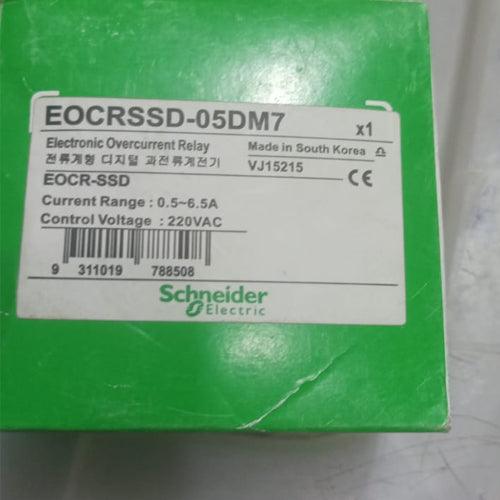 EOCRSSD-05DM7 x1
Electronic Overcurrent Relay Made in South Korea
전류계형 디지털 과전류계전기 VJ15215
EOCR-SSD CE
Current Range : 0.5~6.5A
Control Voltage : 220VAC
9 311019 788508
Schneider
Electric